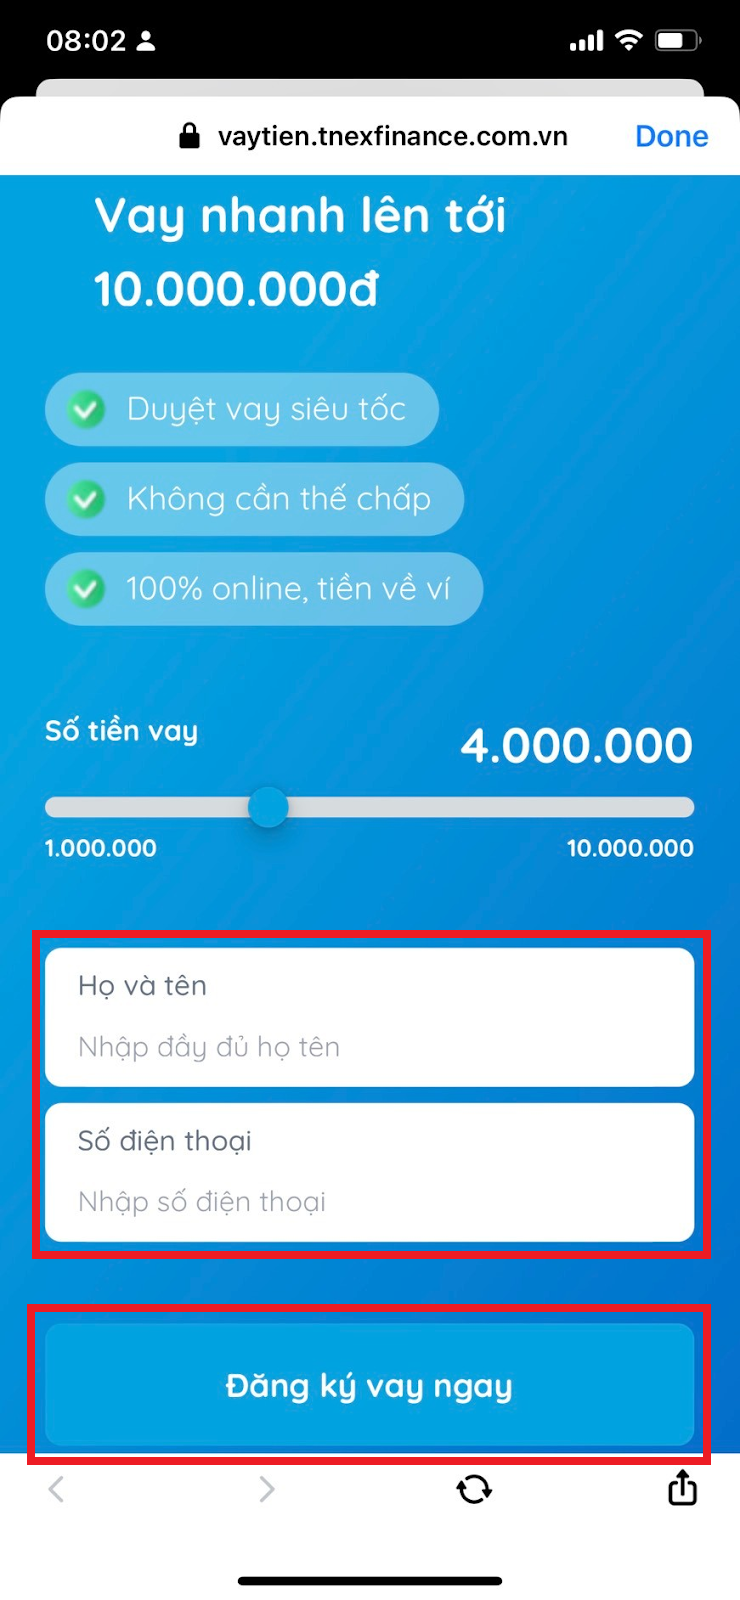 08:02
vaytien.tnexfinance.com.vn
Done
Vay nhanh lên tới
10.000.000đ
Duyệt vay siêu tốc
Không cần thế chấp
100% online, tiền về ví
Số tiền vay
4.000.000
1.000.000
10.000.000
Họ và tên
Nhập đầy đủ họ tên
Số điện thoại
Nhập số điện thoại
Đăng ký vay ngay